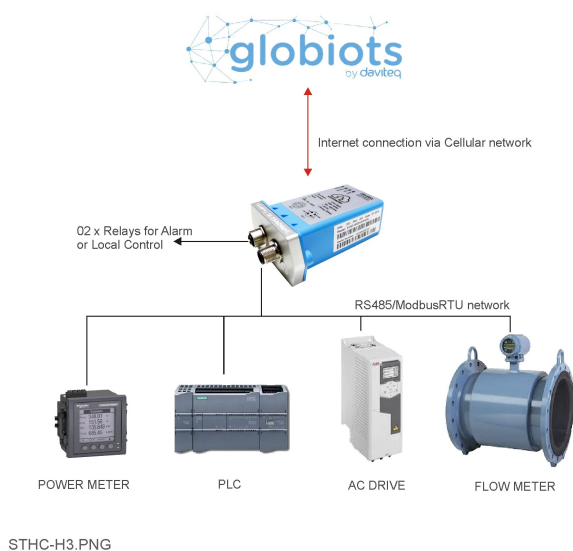 globiots
by daviteq
Internet connection via Cellular network
02 x Relays for Alarm
or Local Control
RS485/ModbusRTU network
POWER METER
PLC
AC DRIVE
FLOW METER
STHC-H3.PNG